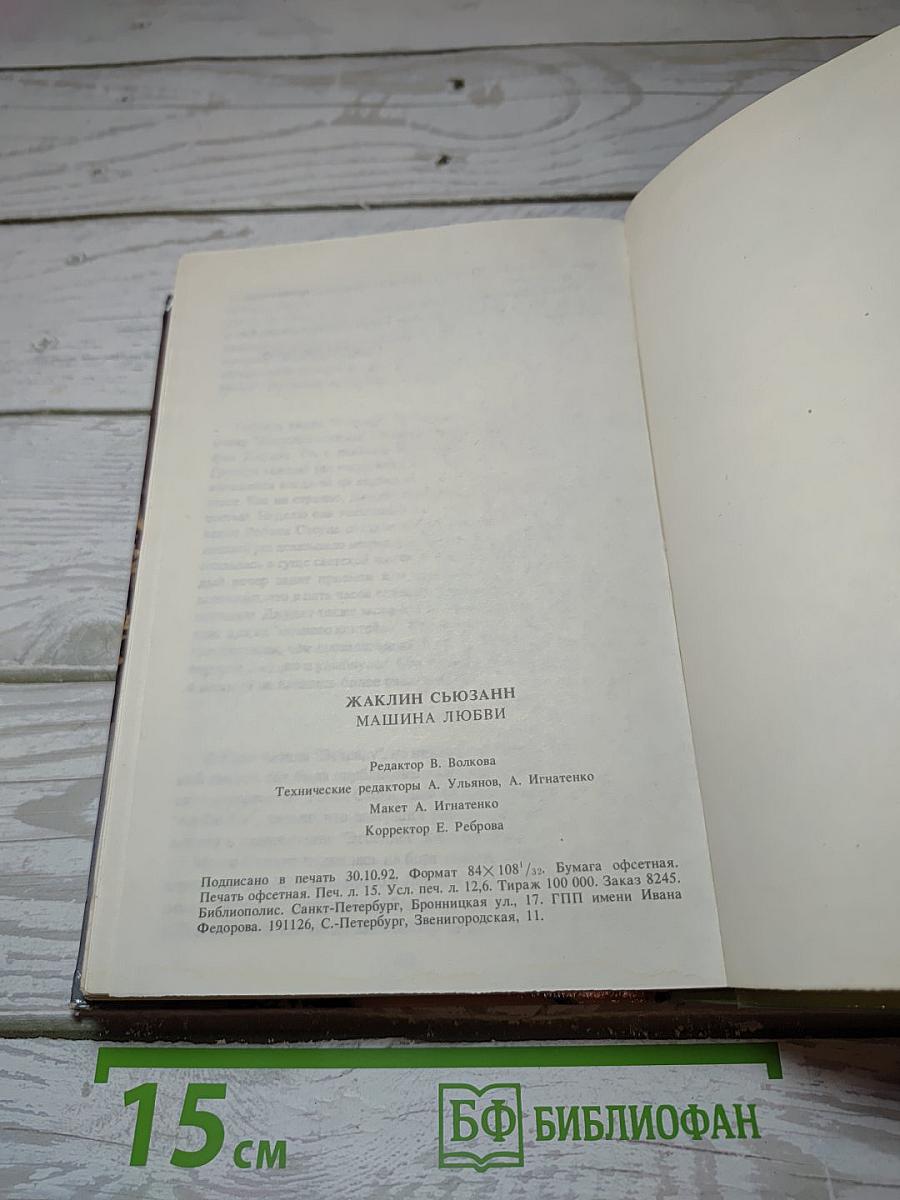 ЖАКЛИН СЬЮЗАНН
МАШИНА ЛЮБВИ
Редактор В. Волкова
Технические редакторы А. Ульянов, А. Игнатенко
Макет А. Игнатенко
Корректор Е. Реброва
Подписано в печать 30.10.92. Формат 84×108¹/₃₂. Бумага офсетная.
Печать офсетная. Печ. л. 15. Усл. печ. л. 12,6. Тираж 100 000. Заказ 8245.
Библиополис. Санкт-Петербург, Бронницкая ул., 17. ГПП имени Ивана
Федорова. 191126, С.-Петербург, Звенигородская, 11.
15 см
БФ БИБЛИОФАН